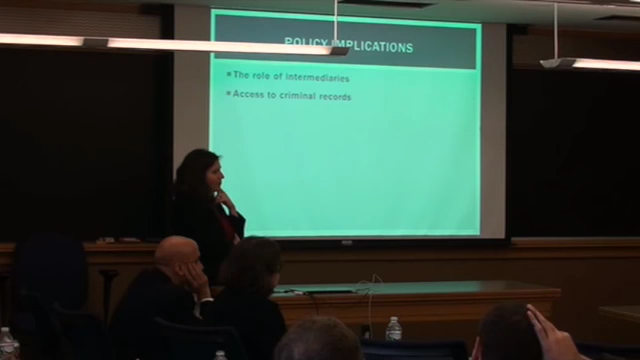 POLICY IMPLICATIONS
The role of intermediaries
Access to criminal records